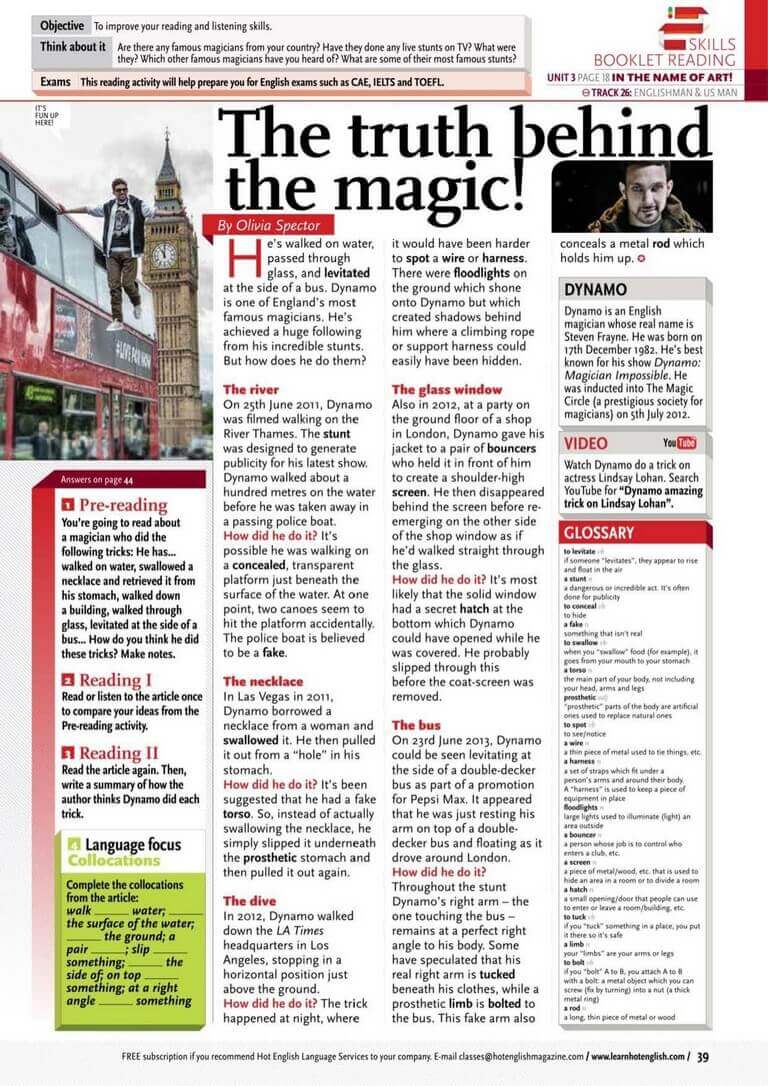 Objective To improve your reading and listening skills.
Think about it Are there any famous magicians from your country? Have they done any live stunts on TV? What were
they? Which other famous magicians have you heard of? What are some of their most famous stunts?
Exams This reading activity will help prepare you for English exams such as CAE, IELTS and TOEFL.
SKILLS
BOOKLET READING
UNIT 3 PAGE 18 IN THE NAME OF ART!
TRACK 26: ENGLISHMAN & US MAN
IT'S
FUN UP
HERE!
#LIVE FOR NOW
The truth behind
the magic!
By Olivia Spector
He's walked on water,
passed through
glass, and levitated
at the side of a bus. Dynamo
is one of England's most
famous magicians. He's
achieved a huge following
from his incredible stunts.
But how does he do them?
The river
On 25th June 2011, Dynamo
was filmed walking on the
River Thames. The stunt
was designed to generate
publicity for his latest show.
Dynamo walked about a
hundred metres on the water
before he was taken away in
a passing police boat.
How did he do it? It's
possible he was walking on
a concealed, transparent
platform just beneath the
surface of the water. At one
point, two canoes seem to
hit the platform accidentally.
The police boat is believed
to be a fake.
The necklace
In Las Vegas in 2011,
Dynamo borrowed a
necklace from a woman and
swallowed it. He then pulled
it out from a "hole" in his
stomach.
How did he do it? It's been
suggested that he had a fake
torso. So, instead of actually
swallowing the necklace, he
simply slipped it underneath
the prosthetic stomach and
then pulled it out again.
The dive
In 2012, Dynamo walked
down the LA Times
headquarters in Los
Angeles, stopping in a
horizontal position just
above the ground.
How did he do it? The trick
happened at night, where
it would have been harder
to spot a wire or harness.
There were floodlights on
the ground which shone
onto Dynamo but which
created shadows behind
him where a climbing rope
or support harness could
easily have been hidden.
The glass window
Also in 2012, at a party on
the ground floor of a shop
in London, Dynamo gave his
jacket to a pair of bouncers
who held it in front of him
to create a shoulder-high
screen. He then disappeared
behind the screen before re-
emerging on the other side
of the shop window as if
he'd walked straight through
the glass.
How did he do it? It's most
likely that the solid window
had a secret hatch at the
bottom which Dynamo
could have opened while he
was covered. He probably
slipped through this
before the coat-screen was
removed.
The bus
On 23rd June 2013, Dynamo
could be seen levitating at
the side of a double-decker
bus as part of a promotion
for Pepsi Max. It appeared
that he was just resting his
arm on top of a double-
decker bus and floating as it
drove around London.
How did he do it?
Throughout the stunt
Dynamo's right arm – the
one touching the bus –
remains at a perfect right
angle to his body. Some
have speculated that his
real right arm is tucked
beneath his clothes, while a
prosthetic limb is bolted to
the bus. This fake arm also
conceals a metal rod which
holds him up.
DYNAMO
Dynamo is an English
magician whose real name is
Steven Frayne. He was born on
17th December 1982. He's best
known for his show Dynamo:
Magician Impossible. He
was inducted into The Magic
Circle (a prestigious society for
magicians) on 5th July 2012.
VIDEO YouTube
Watch Dynamo do a trick on
actress Lindsay Lohan. Search
YouTube for "Dynamo amazing
trick on Lindsay Lohan".
GLOSSARY
to levitate vb
if someone "levitates", they appear to rise
and float in the air
a stunt n
a dangerous or incredible act. It's often
done for publicity
to conceal vb
to hide
a fake n
something that isn't real
to swallow vb
when you "swallow" food (for example), it
goes from your mouth to your stomach
a torso n
the main part of your body, not including
your head, arms and legs
prosthetic adj
"prosthetic" parts of the body are artificial
ones used to replace natural ones
to spot vb
to see/notice
a wire n
a thin piece of metal used to tie things, etc.
a harness n
a set of straps which fit under a
person's arms and around their body.
A "harness" is used to keep a piece of
equipment in place
floodlights n
large lights used to illuminate (light) an
area outside
a bouncer n
a person whose job is to control who
enters a club, etc.
a screen n
a piece of metal/wood, etc. that is used to
hide an area in a room or to divide a room
a hatch n
a small opening/door that people can use
to enter or leave a room/building, etc.
to tuck vb
if you "tuck" something in a place, you put
it there so it's safe
a limb n
your "limbs" are your arms or legs
to bolt vb
if you "bolt" A to B, you attach A to B
with a bolt: a metal object which you can
screw (fix by turning) into a nut (a thick
metal ring)
a rod n
a long, thin piece of metal or wood
Answers on page 44
1 Pre-reading
You're going to read about
a magician who did the
following tricks: He has...
walked on water, swallowed a
necklace and retrieved it from
his stomach, walked down
a building, walked through
glass, levitated at the side of a
bus... How do you think he did
these tricks? Make notes.
2 Reading I
Read or listen to the article once
to compare your ideas from the
Pre-reading activity.
3 Reading II
Read the article again. Then,
write a summary of how the
author thinks Dynamo did each
trick.
4 Language focus
Collocations
Complete the collocations
from the article:
walk ______ water; ______
the surface of the water;
______ the ground; a
pair ______; slip ______
something; ______ the
side of; on top ______
something; at a right
angle ______ something
FREE subscription if you recommend Hot English Language Services to your company. E-mail classes@hotenglishmagazine.com / www.learnhotenglish.com / 39